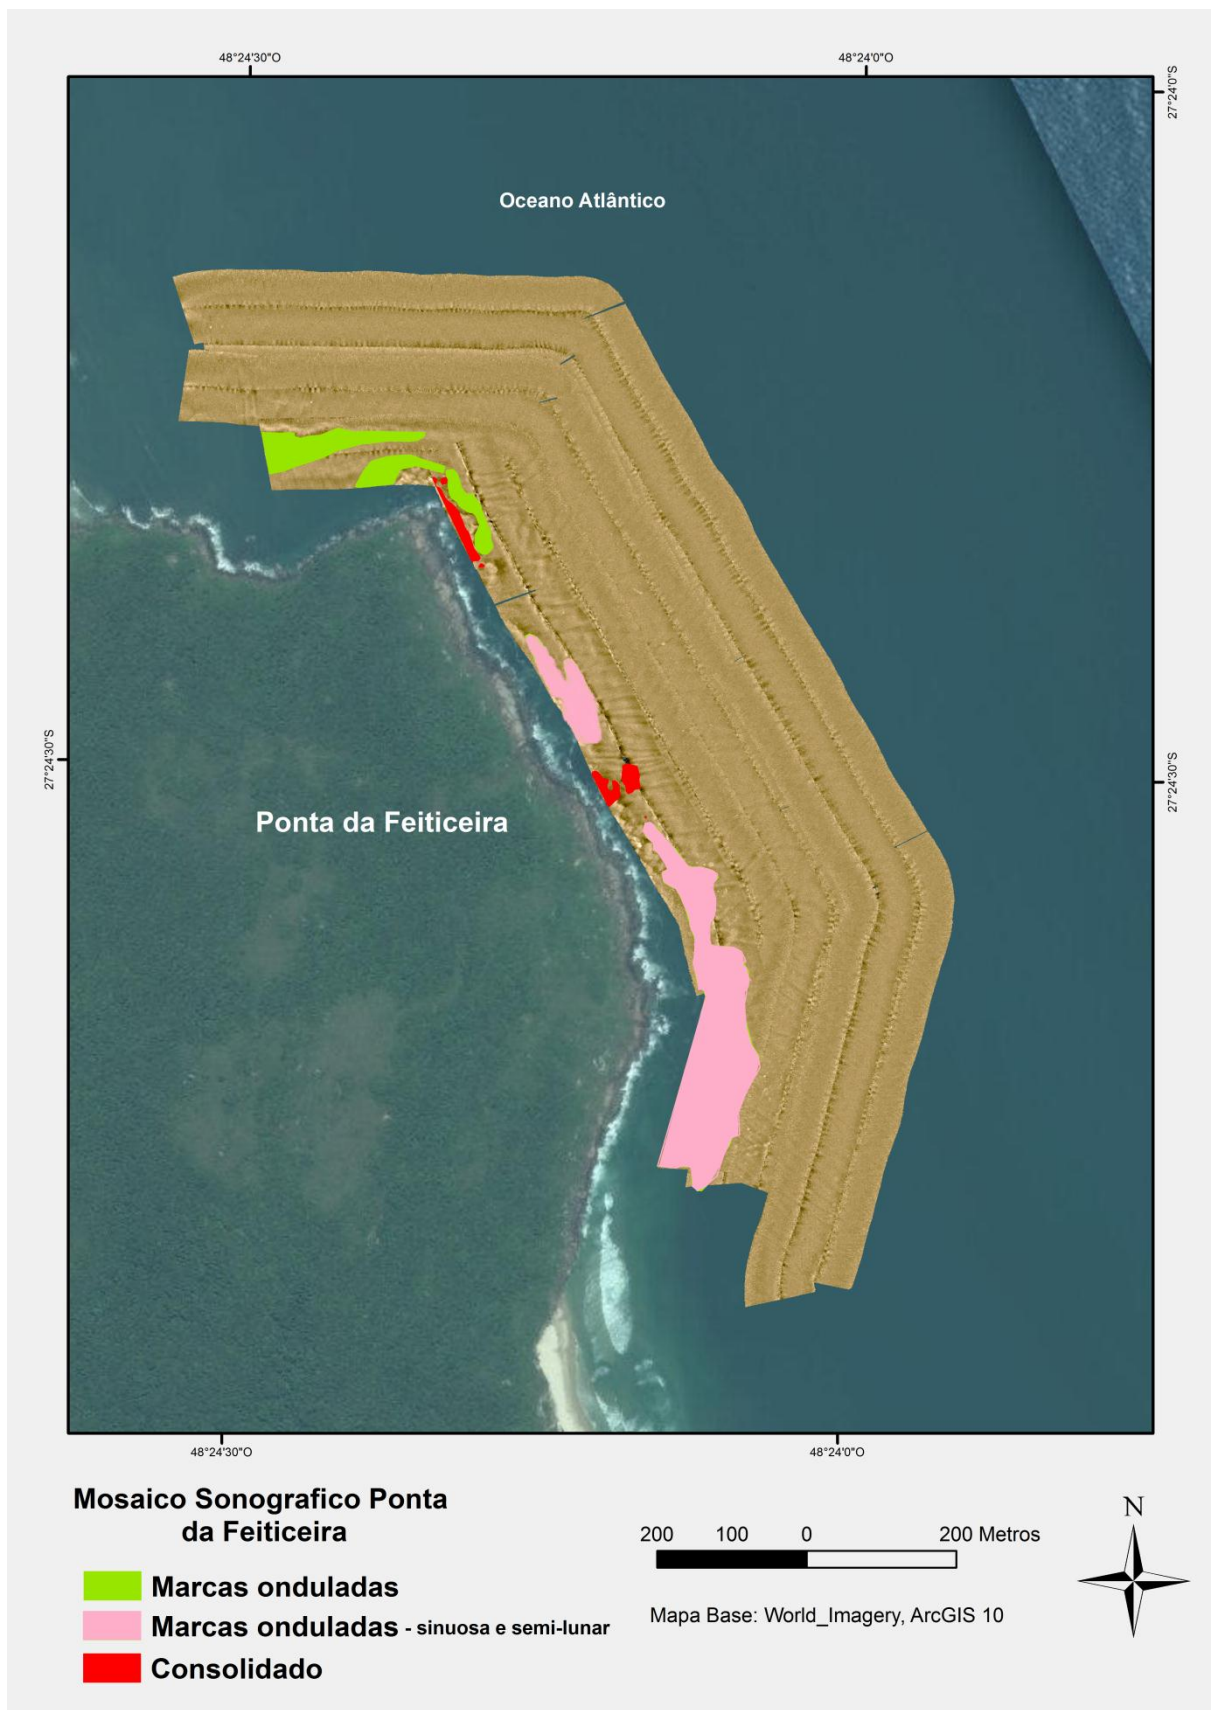 48°24'30"O
48°24'0"O
27°24'0"S
Oceano Atlântico
27°24'30"S
27°24'30"S
Ponta da Feiticeira
48°24'30"O
48°24'0"O
Mosaico Sonografico Ponta
da Feiticeira
Marcas onduladas
Marcas onduladas - sinuosa e semi-lunar
Consolidado
200 100 0 200 Metros
Mapa Base: World_Imagery, ArcGIS 10
N